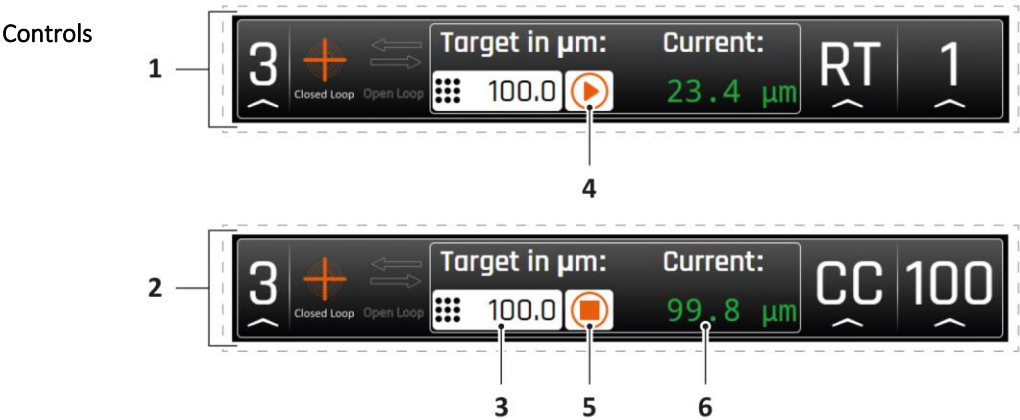 Controls
1
3 Closed Loop Open Loop Target in µm: 100.0 Current: 23.4 µm RT 1
4
2
3 Closed Loop Open Loop Target in µm: 100.0 Current: 99.8 µm CC 100
3 5 6